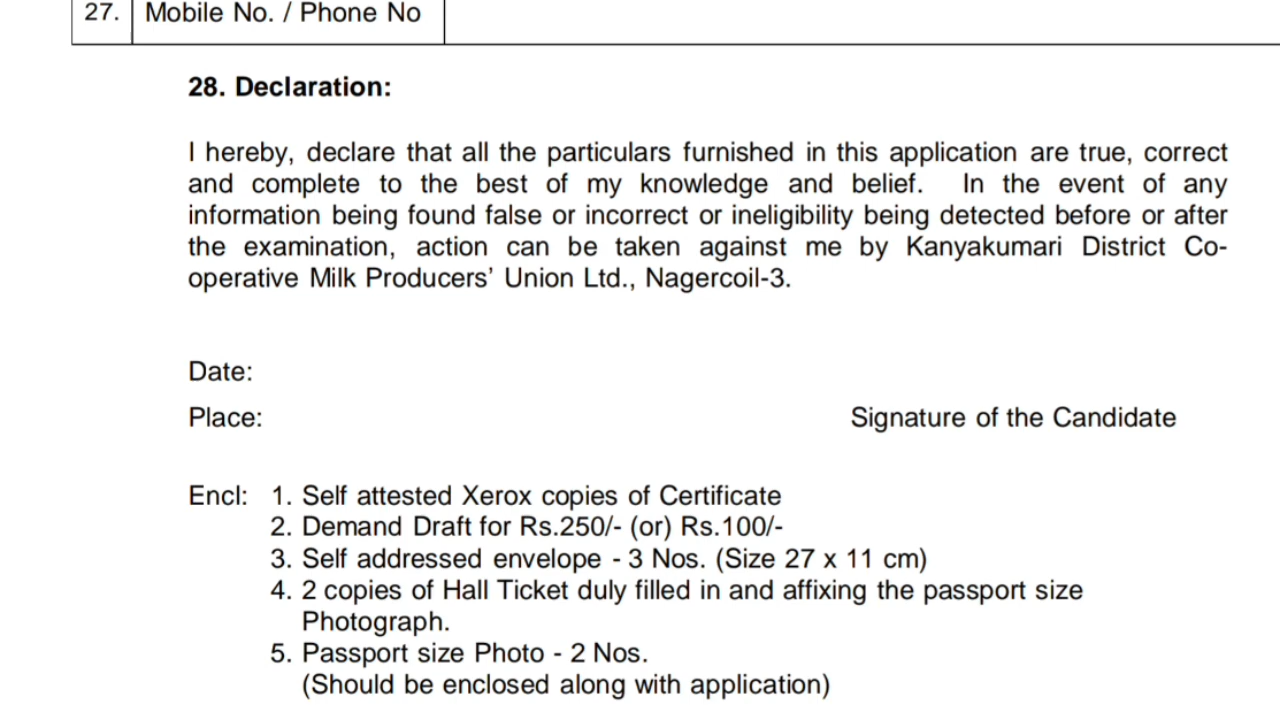 27. Mobile No. / Phone No
28. Declaration:
I hereby, declare that all the particulars furnished in this application are true, correct
and complete to the best of my knowledge and belief. In the event of any
information being found false or incorrect or ineligibility being detected before or after
the examination, action can be taken against me by Kanyakumari District Co-
operative Milk Producers' Union Ltd., Nagercoil-3.
Date:
Place: Signature of the Candidate
Encl: 1. Self attested Xerox copies of Certificate
2. Demand Draft for Rs.250/- (or) Rs.100/-
3. Self addressed envelope - 3 Nos. (Size 27 x 11 cm)
4. 2 copies of Hall Ticket duly filled in and affixing the passport size
Photograph.
5. Passport size Photo - 2 Nos.
(Should be enclosed along with application)